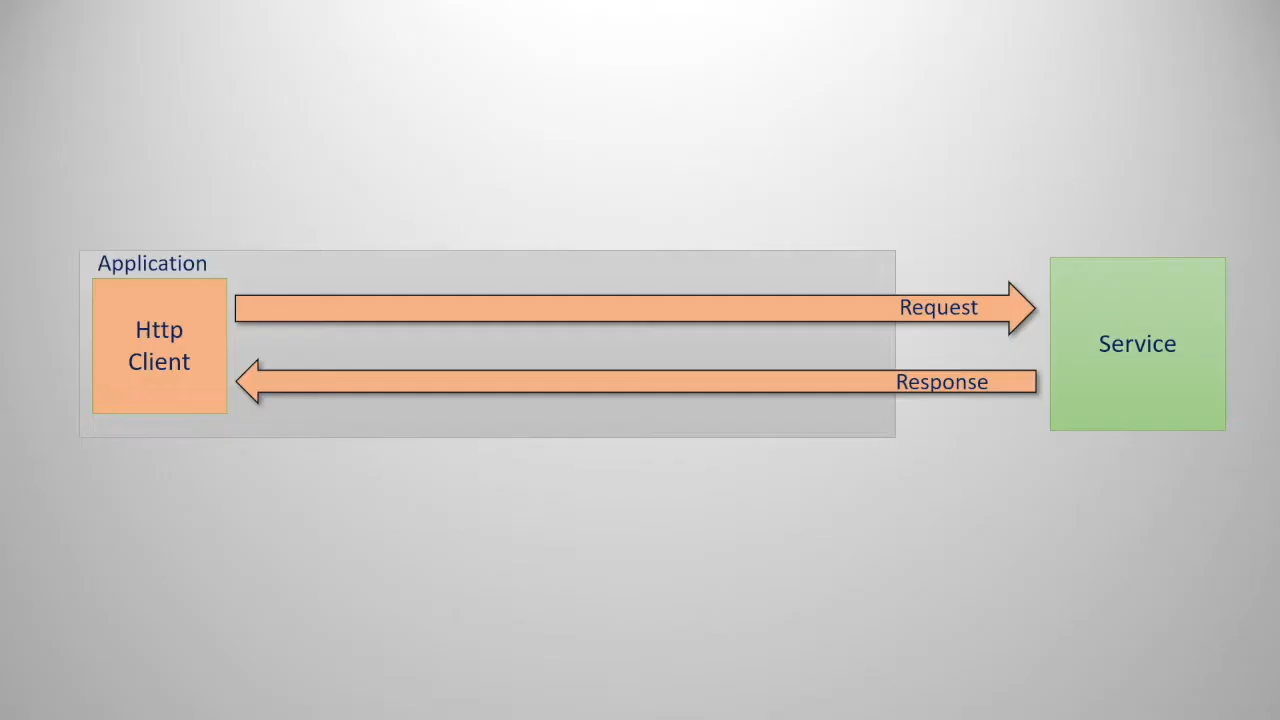 Application
Http
Client
Request
Response
Service